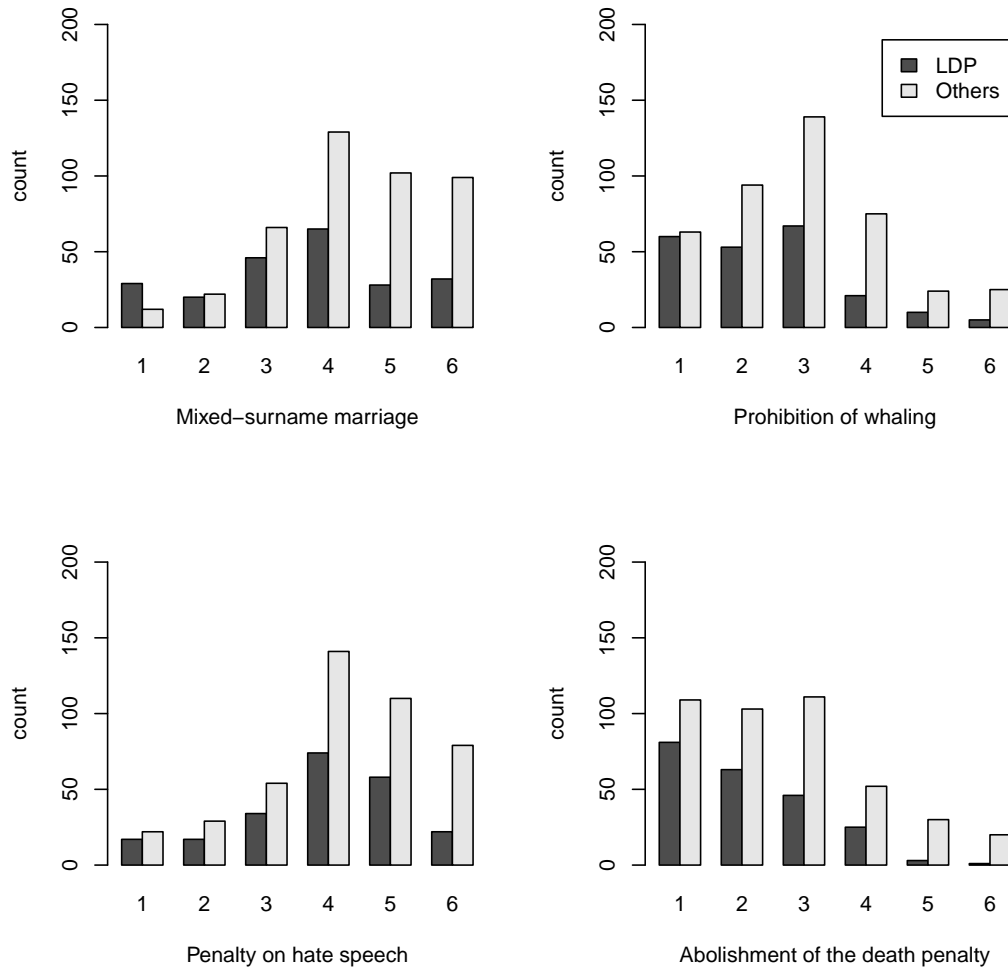 200
150
100
50
0
count
1 2 3 4 5 6
Mixed−surname marriage
200
150
100
50
0
count
LDP
Others
1 2 3 4 5 6
Prohibition of whaling
200
150
100
50
0
count
1 2 3 4 5 6
Penalty on hate speech
200
150
100
50
0
count
1 2 3 4 5 6
Abolishment of the death penalty